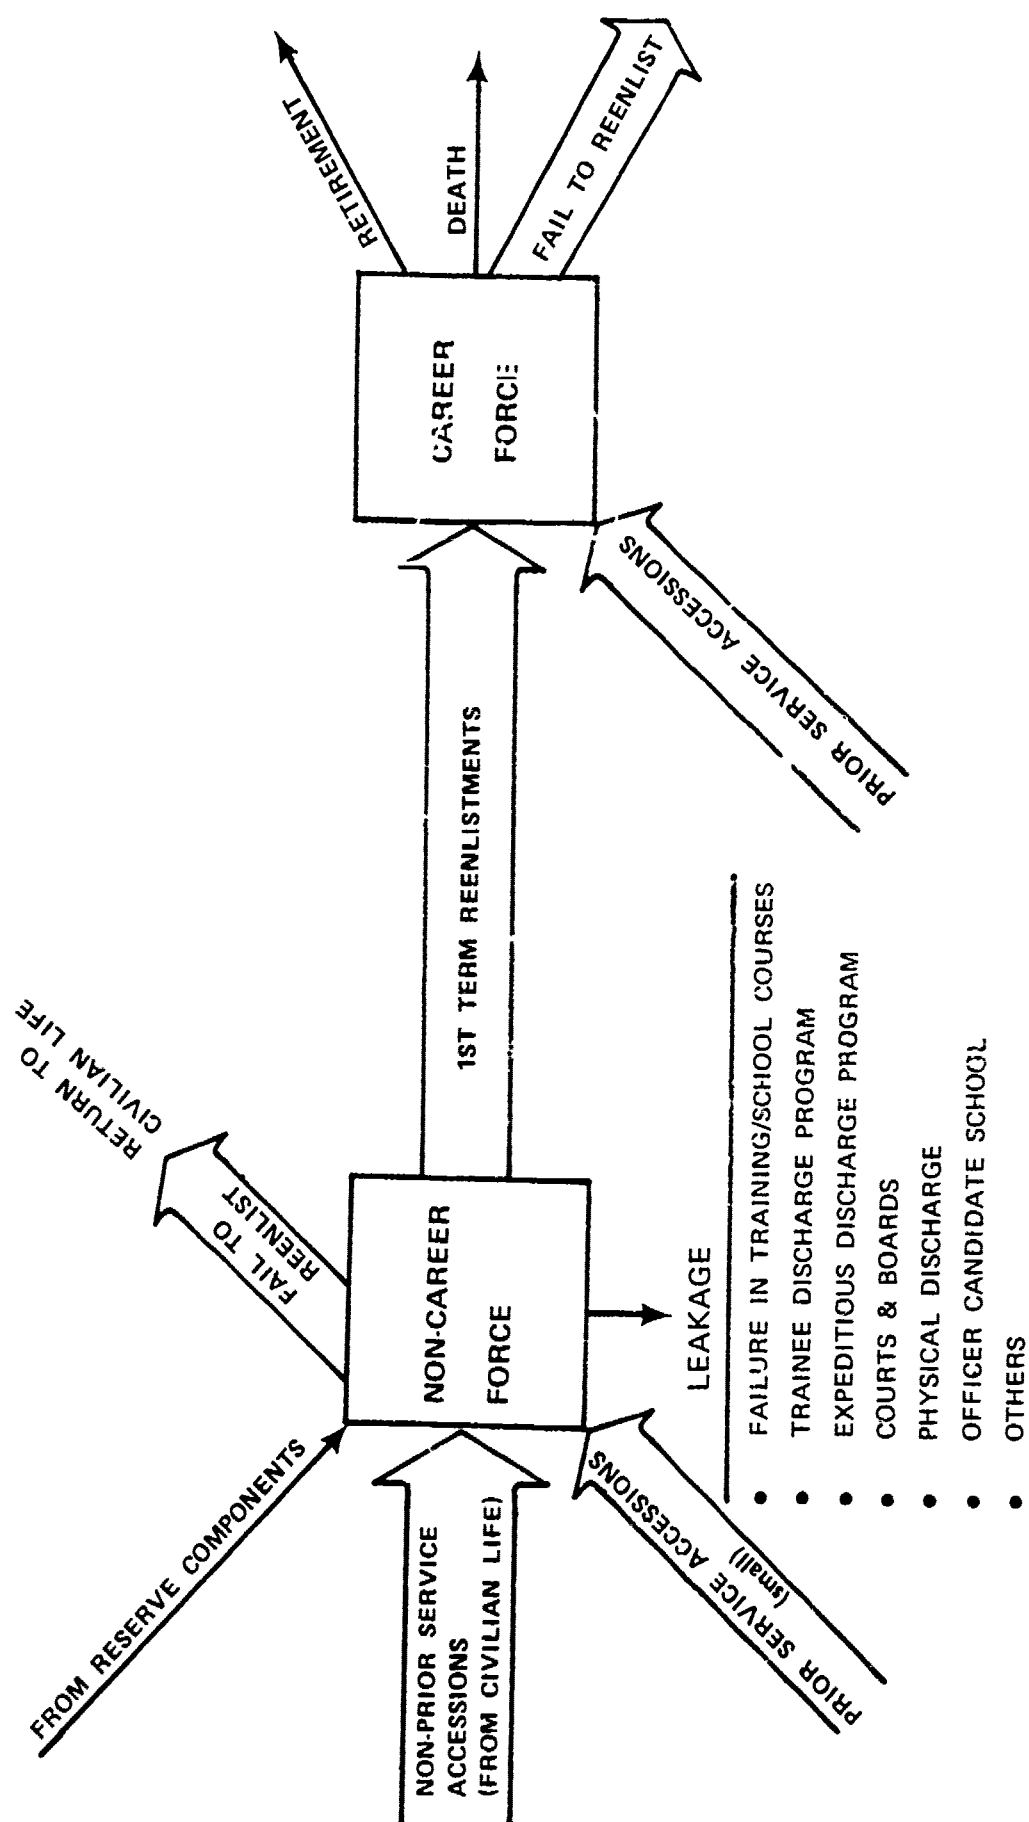 FROM RESERVE COMPONENTS
NON-PRIOR SERVICE
ACCESSIONS
(FROM CIVILIAN LIFE)
PRIOR SERVICE ACCESSIONS
(small)
NON-CAREER
FORCE
FAIL TO
REENLIST
RETURN TO
CIVILIAN LIFE
LEAKAGE
• FAILURE IN TRAINING/SCHOOL COURSES
• TRAINEE DISCHARGE PROGRAM
• EXPEDITIOUS DISCHARGE PROGRAM
• COURTS & BOARDS
• PHYSICAL DISCHARGE
• OFFICER CANDIDATE SCHOOL
• OTHERS
1ST TERM REENLISTMENTS
PRIOR SERVICE ACCESSIONS
CAREER
FORCE
RETIREMENT
DEATH
FAIL TO REENLIST